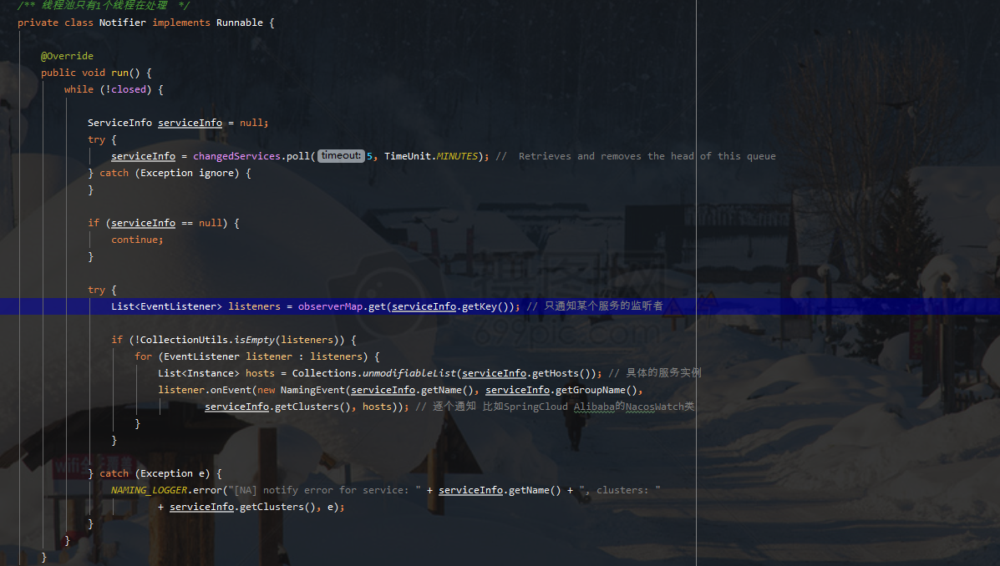 /** 线程池只有1个线程在处理 */
private class Notifier implements Runnable {
@Override
public void run() {
while (!closed) {
ServiceInfo serviceInfo = null;
try {
serviceInfo = changedServices.poll( timeout: 5, TimeUnit.MINUTES); // Retrieves and removes the head of this queue
} catch (Exception ignore) {
}
if (serviceInfo == null) {
continue;
}
try {
List<EventListener> listeners = observerMap.get(serviceInfo.getKey()); // 只通知某个服务的监听者
if (!CollectionUtils.isEmpty(listeners)) {
for (EventListener listener : listeners) {
List<Instance> hosts = Collections.unmodifiableList(serviceInfo.getHosts()); // 具体的服务实例
listener.onEvent(new NamingEvent(serviceInfo.getName(), serviceInfo.getGroupName(),
serviceInfo.getClusters(), hosts)); // 逐个通知 比如SpringCloud Alibaba的NacosWatch类
}
}
} catch (Exception e) {
NAMING_LOGGER.error("[NA] notify error for service: " + serviceInfo.getName() + ", clusters: "
+ serviceInfo.getClusters(), e);
}
}
}
699pic.com